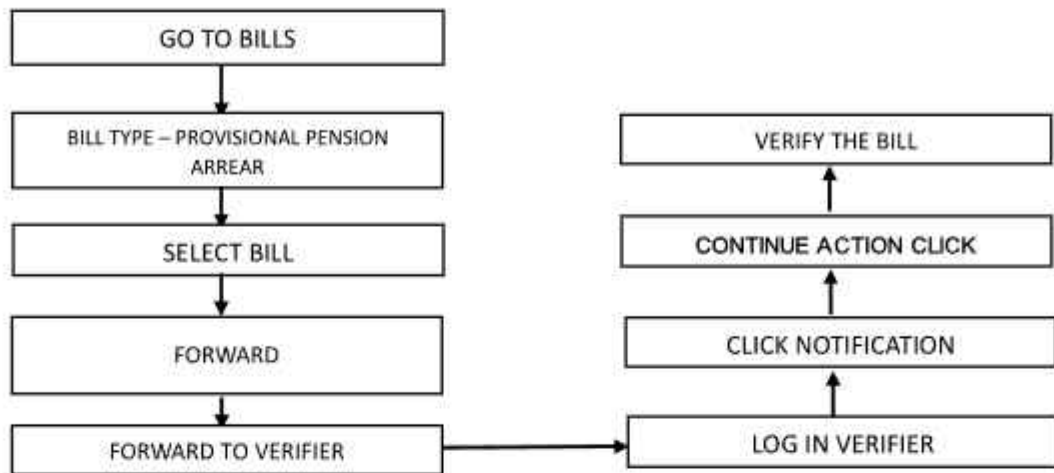 GO TO BILLS
BILL TYPE – PROVISIONAL PENSION
ARREAR
SELECT BILL
FORWARD
FORWARD TO VERIFIER
LOG IN VERIFIER
CLICK NOTIFICATION
CONTINUE ACTION CLICK
VERIFY THE BILL